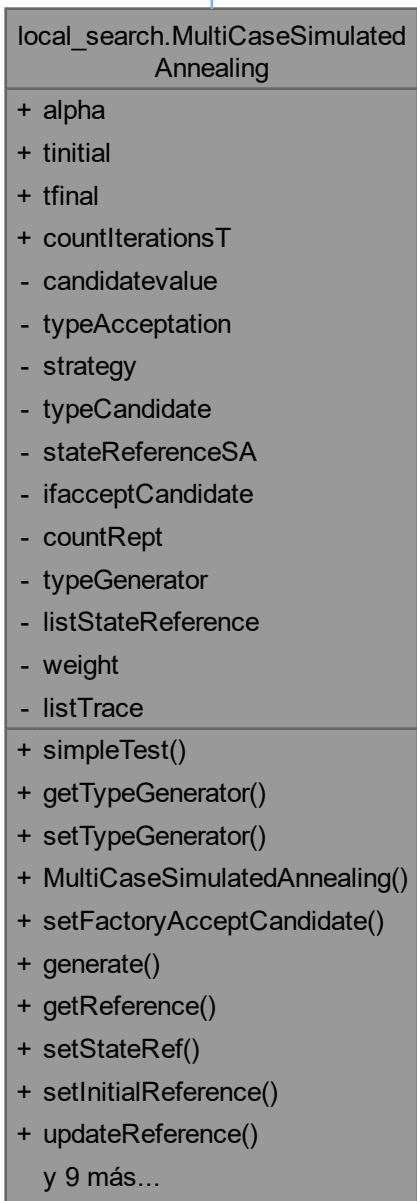 local_search.MultiCaseSimulated
Annealing
+ alpha
+ tinitial
+ tfinal
+ countIterationsT
- candidatevalue
- typeAcceptation
- strategy
- typeCandidate
- stateReferenceSA
- ifacceptCandidate
- countRept
- typeGenerator
- listStateReference
- weight
- listTrace
+ simpleTest()
+ getTypeGenerator()
+ setTypeGenerator()
+ MultiCaseSimulatedAnnealing()
+ setFactoryAcceptCandidate()
+ generate()
+ getReference()
+ setStateRef()
+ setInitialReference()
+ updateReference()
y 9 más...